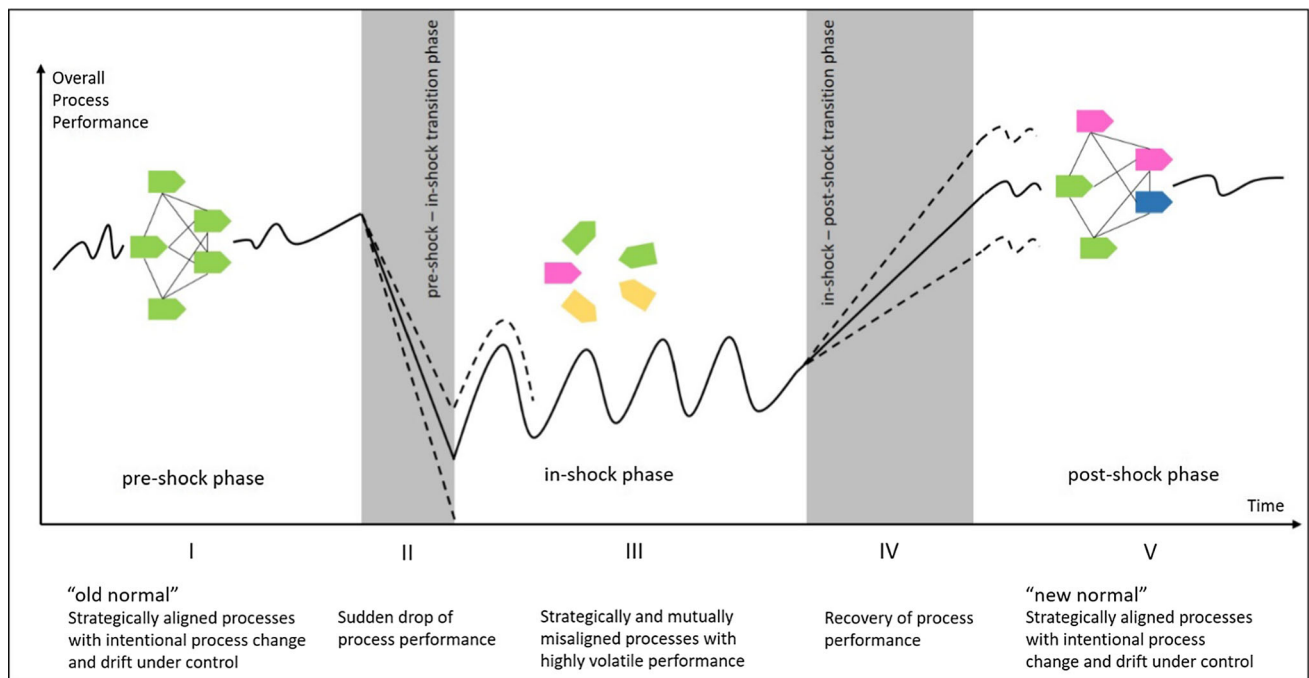 Overall
Process
Performance
pre-shock – in-shock transition phase
in-shock – post-shock transition phase
pre-shock phase
in-shock phase
post-shock phase
Time
I
II
III
IV
V
“old normal”
Strategically aligned processes
with intentional process change
and drift under control
Sudden drop of
process performance
Strategically and mutually
misaligned processes with
highly volatile performance
Recovery of process
performance
“new normal”
Strategically aligned processes
with intentional process
change and drift under control